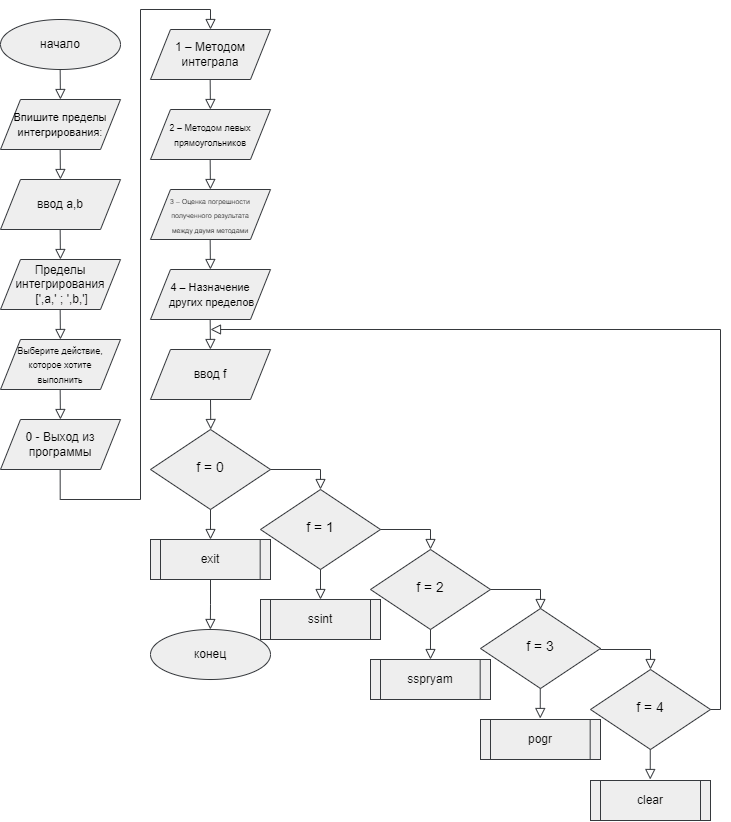 начало
Впишите пределы
интегрирования:
ввод a,b
Пределы
интегрирования
[',a,' ; ',b,']
Выберите действие,
которое хотите
выполнить
0 - Выход из
программы
1 – Методом
интеграла
2 – Методом левых
прямоугольников
3 – Оценка погрешности
полученного результата
между двумя методами
4 – Назначение
других пределов
ввод f
f = 0
exit
конец
f = 1
ssint
f = 2
sspryam
f = 3
pogr
f = 4
clear